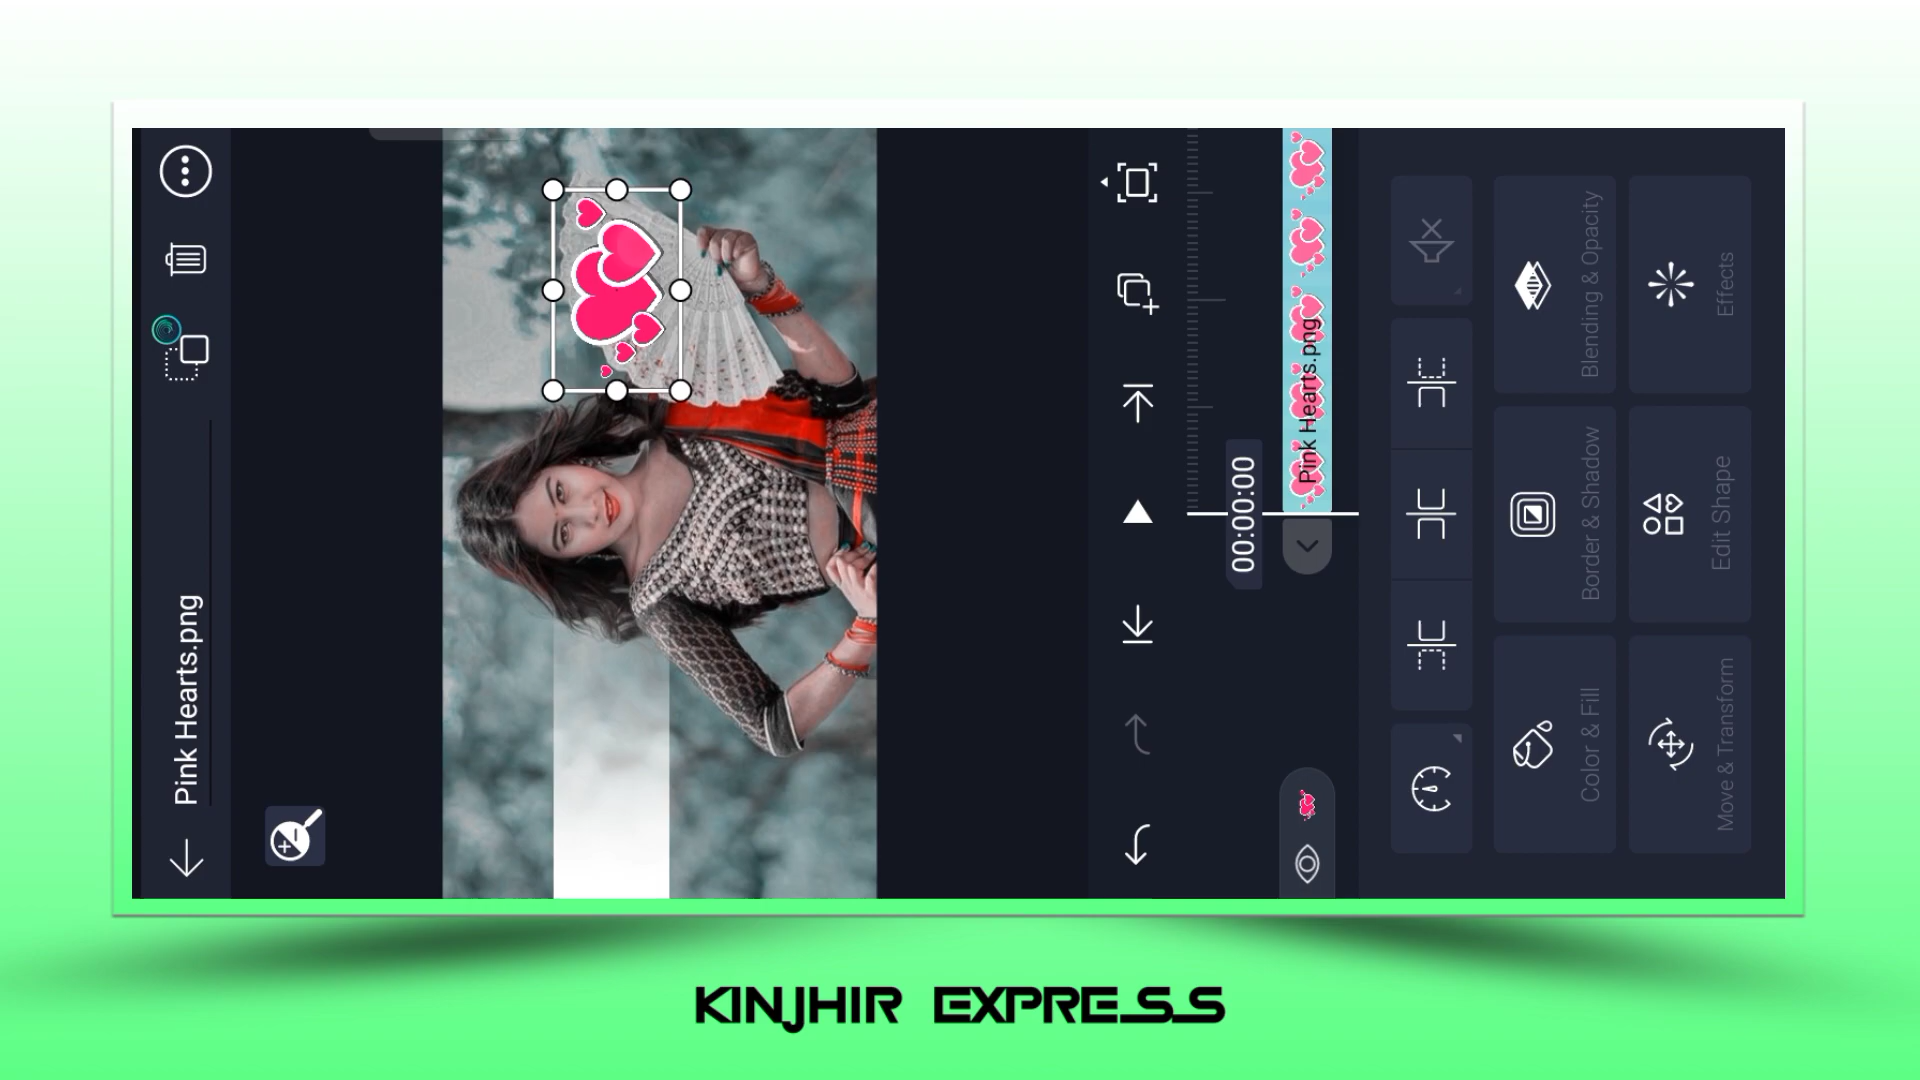 Pink Hearts.png
00:00:00
Pink Hearts.png
Move & Transform
Edit Shape
Effects
Color & Fill
Border & Shadow
Blending & Opacity
KINJHIR EXPRESS